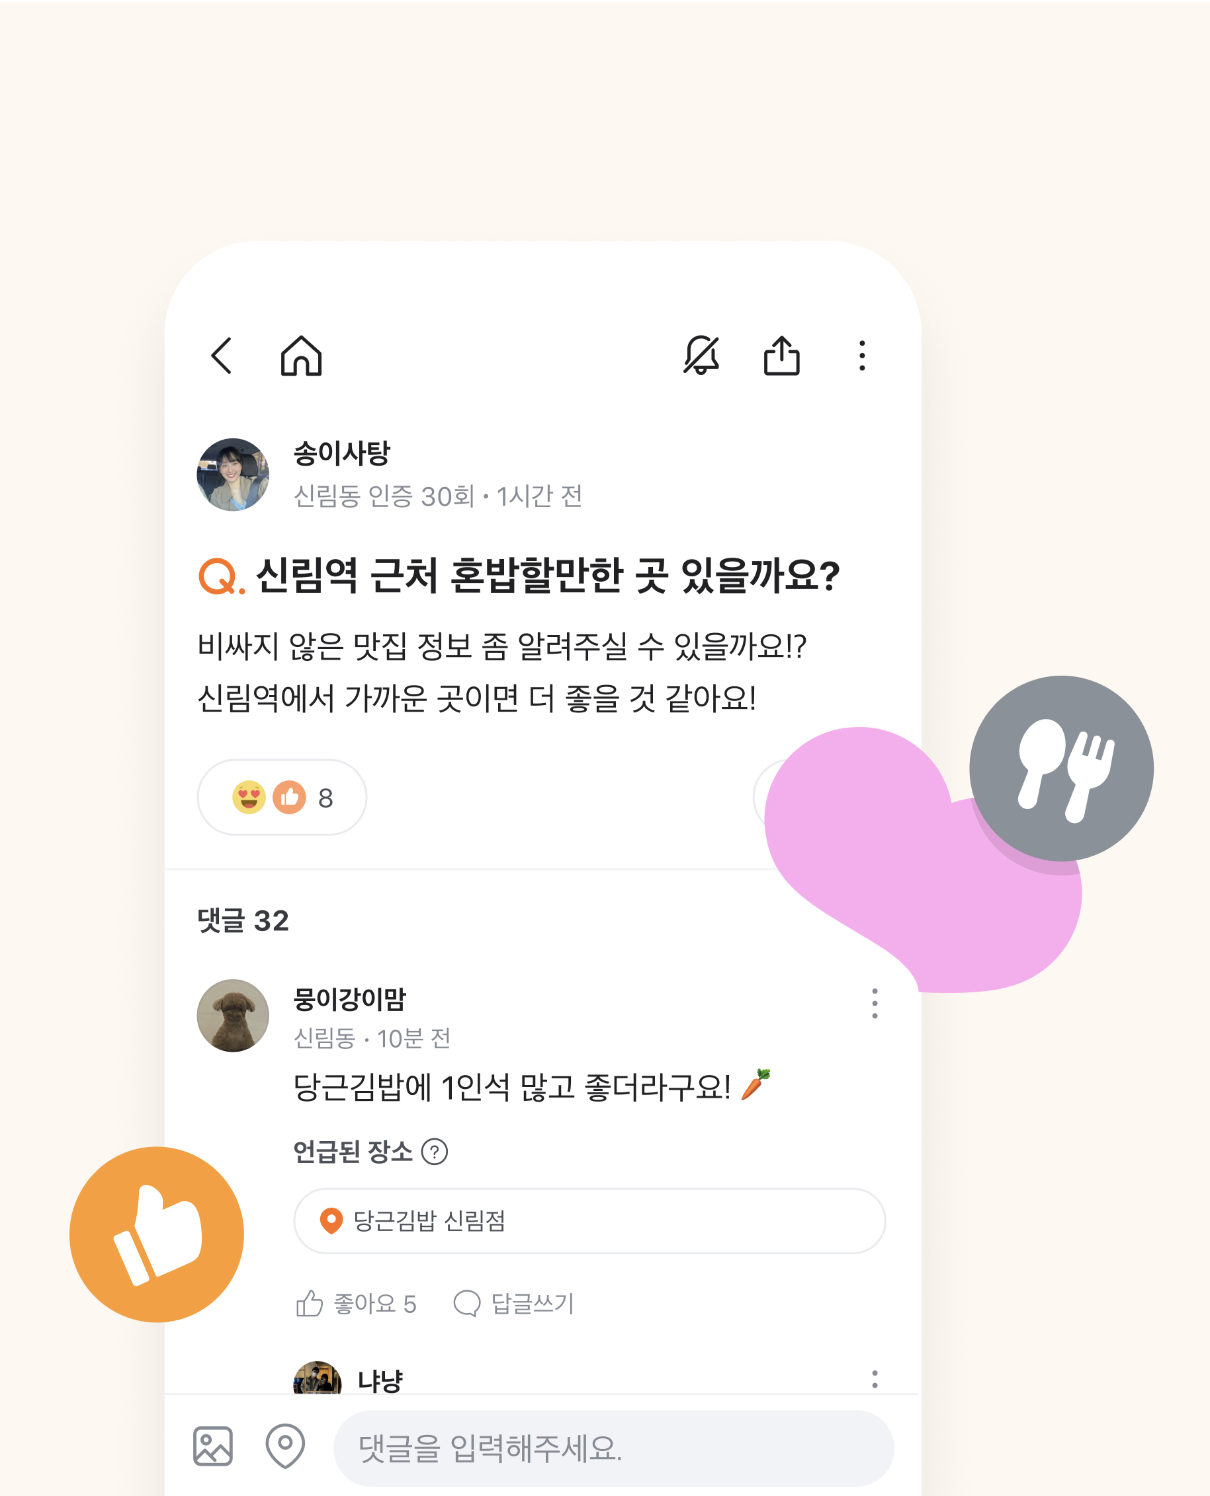 송이사탕
신림동 인증 30회 • 1시간 전
Q. 신림역 근처 혼밥할만한 곳 있을까요?
비싸지 않은 맛집 정보 좀 알려주실 수 있을까요!?
신림역에서 가까운 곳이면 더 좋을 것 같아요!
8
댓글 32
뭉이강이맘
신림동 • 10분 전
당근김밥에 1인석 많고 좋더라구요! 🥕
언급된 장소 ?
당근김밥 신림점
좋아요 5 답글쓰기
냐냥
댓글을 입력해주세요.